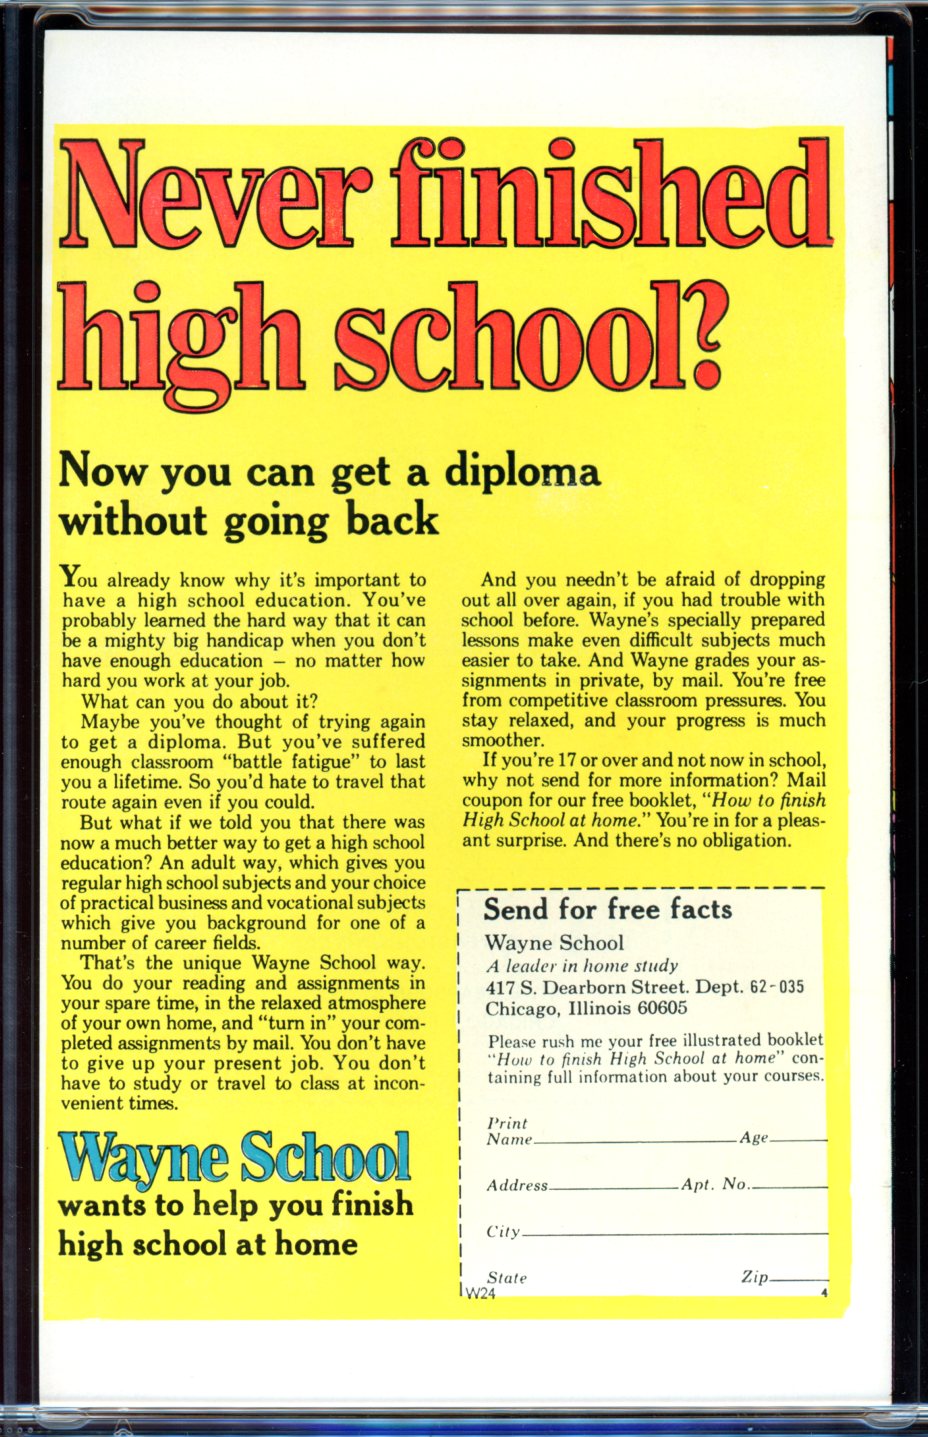 Never finished
high school?
Now you can get a diploma
without going back
You already know why it's important to
have a high school education. You've
probably learned the hard way that it can
be a mighty big handicap when you don't
have enough education — no matter how
hard you work at your job.
What can you do about it?
Maybe you've thought of trying again
to get a diploma. But you've suffered
enough classroom “battle fatigue” to last
you a lifetime. So you'd hate to travel that
route again even if you could.
But what if we told you that there was
now a much better way to get a high school
education? An adult way, which gives you
regular high school subjects and your choice
of practical business and vocational subjects
which give you background for one of a
number of career fields.
That's the unique Wayne School way.
You do your reading and assignments in
your spare time, in the relaxed atmosphere
of your own home, and “turn in” your com-
pleted assignments by mail. You don't have
to give up your present job. You don't
have to study or travel to class at incon-
venient times.
Wayne School
wants to help you finish
high school at home
And you needn't be afraid of dropping
out all over again, if you had trouble with
school before. Wayne's specially prepared
lessons make even difficult subjects much
easier to take. And Wayne grades your as-
signments in private, by mail. You're free
from competitive classroom pressures. You
stay relaxed, and your progress is much
smoother.
If you're 17 or over and not now in school,
why not send for more information? Mail
coupon for our free booklet, “How to finish
High School at home.” You're in for a pleas-
ant surprise. And there's no obligation.
Send for free facts
Wayne School
A leader in home study
417 S. Dearborn Street. Dept. 62-035
Chicago, Illinois 60605
Please rush me your free illustrated booklet
“How to finish High School at home” con-
taining full information about your courses.
Print
Name Age
Address Apt. No.
City
State Zip
W24 4